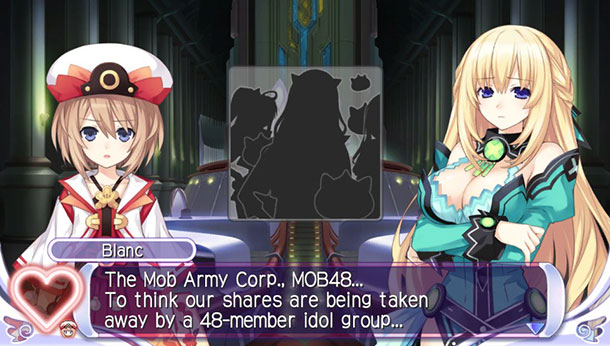 Blanc
The Mob Army Corp., MOB48...
To think our shares are being taken
away by a 48-member idol group...